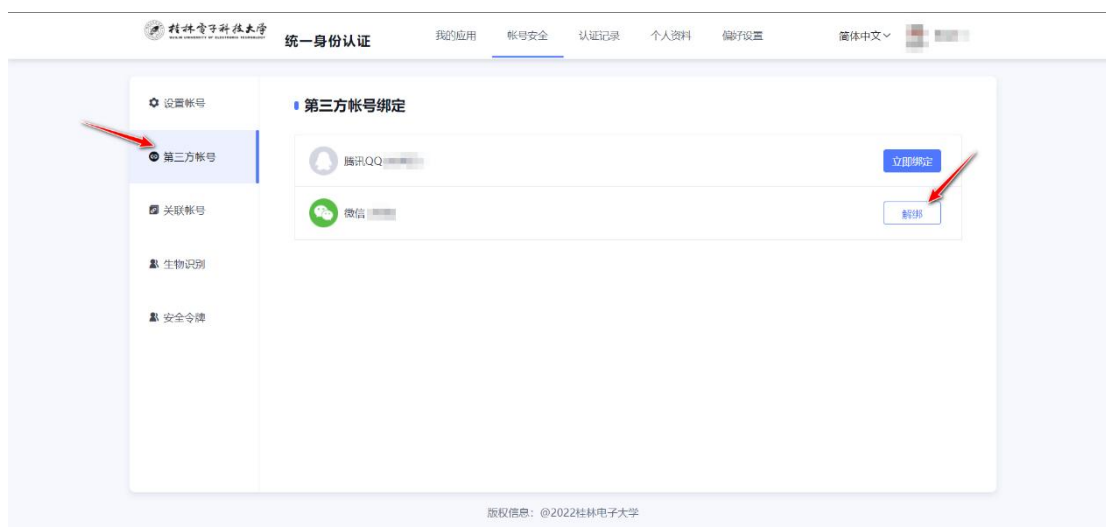 桂林电子科技大学
统一身份认证 我的应用 帐号安全 认证记录 个人资料 偏好设置 简体中文
设置帐号
第三方帐号绑定
第三方帐号
腾讯QQ 立即绑定
关联帐号
微信 解绑
生物识别
安全令牌
版权信息：@2022桂林电子大学